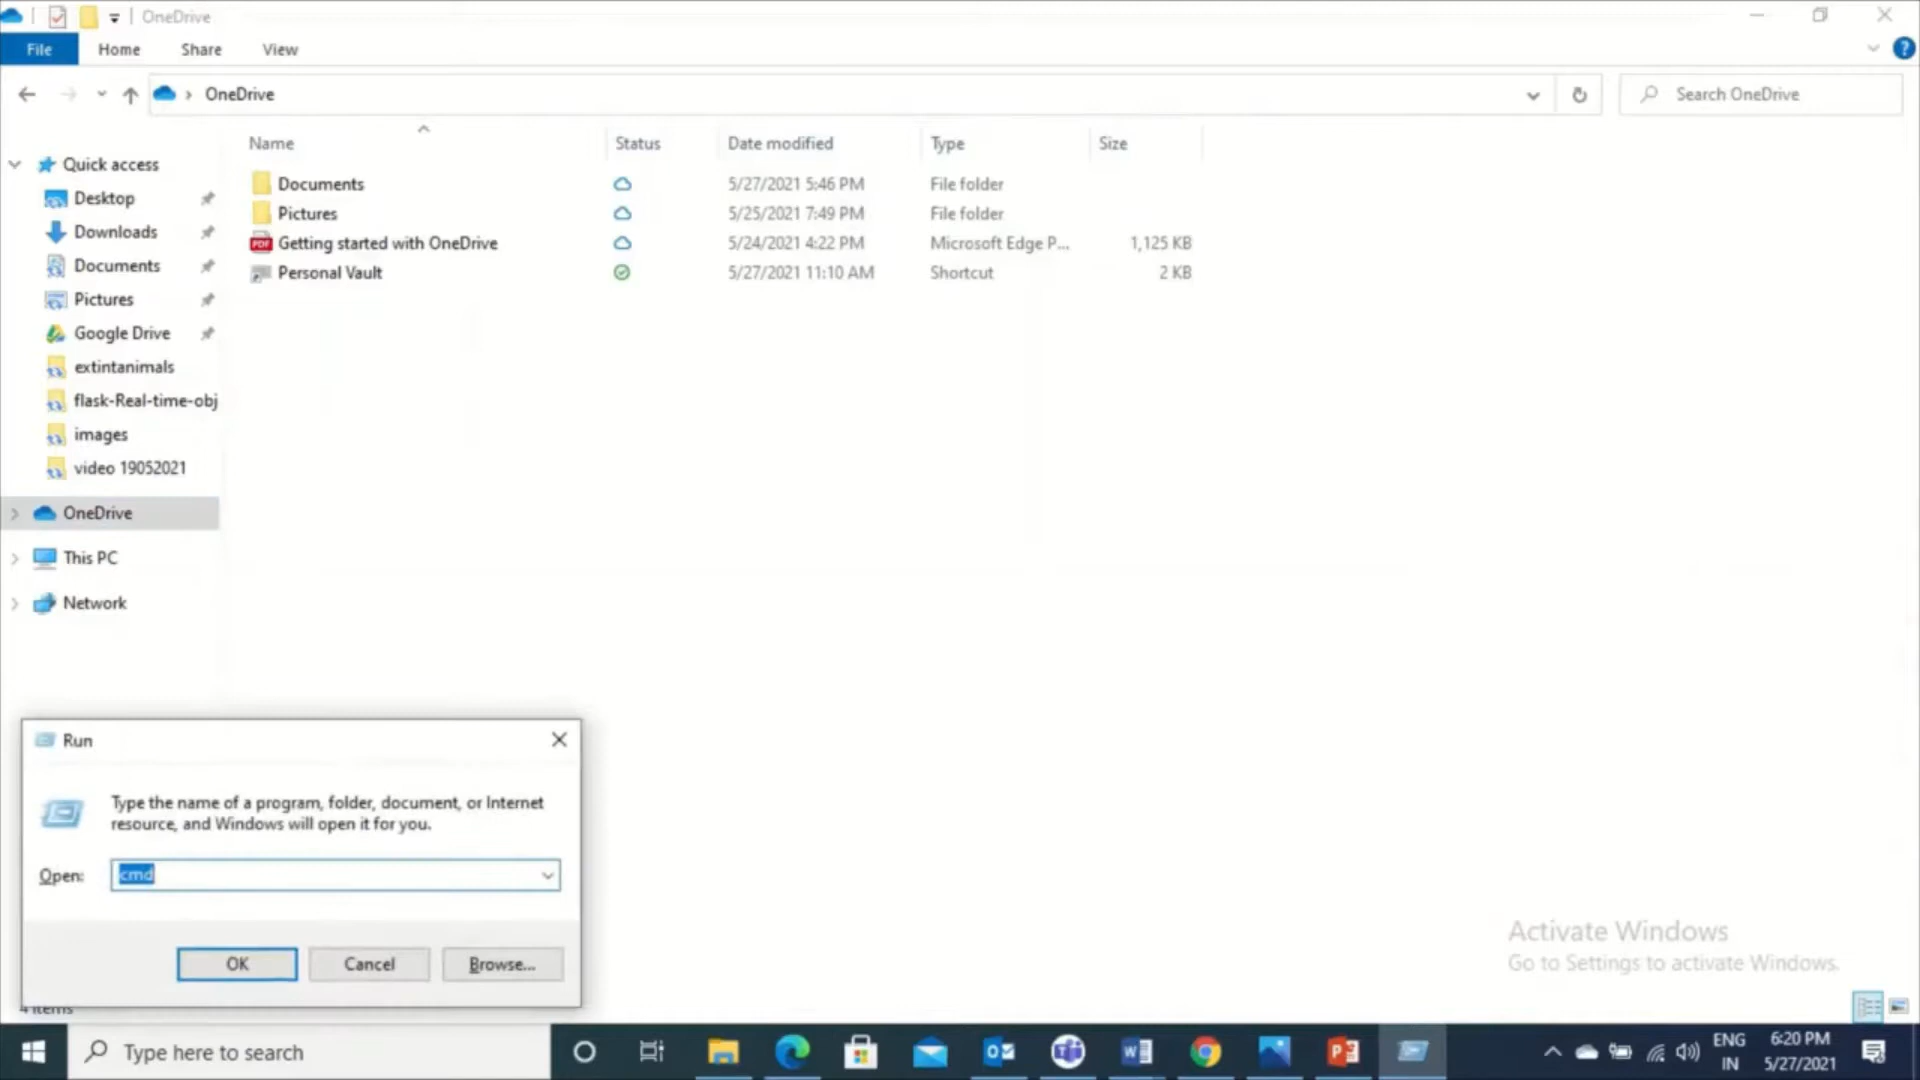 OneDrive
File Home Share View
OneDrive
Search OneDrive
Name Status Date modified Type Size
Quick access
Desktop
Downloads
Documents
Pictures
Google Drive
extintanimals
flask-Real-time-obj
images
video 19052021
OneDrive
This PC
Network
Documents 5/27/2021 5:46 PM File folder
Pictures 5/25/2021 7:49 PM File folder
Getting started with OneDrive 5/24/2021 4:22 PM Microsoft Edge P... 1,125 KB
Personal Vault 5/27/2021 11:10 AM Shortcut 2 KB
Run
Type the name of a program, folder, document, or Internet
resource, and Windows will open it for you.
Open: cmd
OK Cancel Browse...
4 items
Activate Windows
Go to Settings to activate Windows.
Type here to search
ENG
IN
6:20 PM
5/27/2021